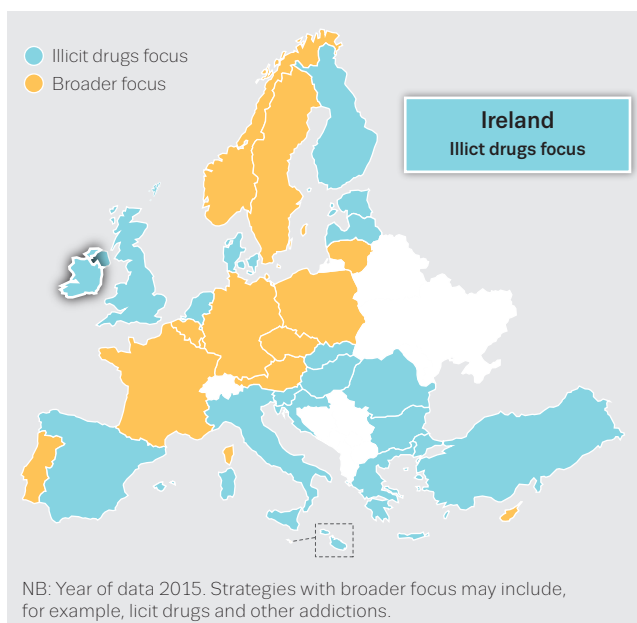 Illicit drugs focus
Broader focus
Ireland
Illict drugs focus
NB: Year of data 2015. Strategies with broader focus may include,
for example, licit drugs and other addictions.